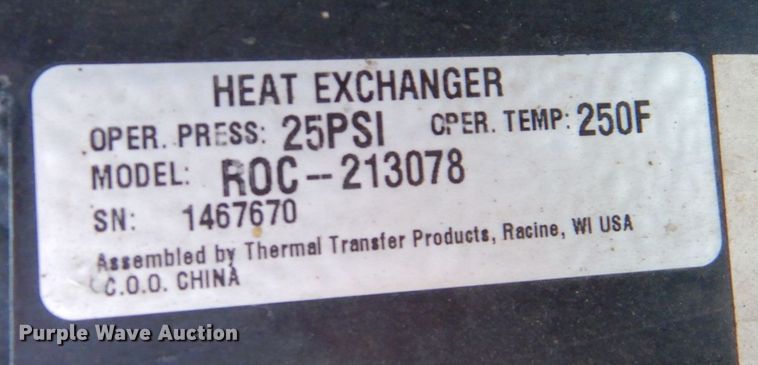 HEAT EXCHANGER
OPER. PRESS: 25PSI OPER. TEMP: 250F
MODEL: ROC--213078
SN: 1467670
Assembled by Thermal Transfer Products, Racine, WI USA
C.O.O. CHINA
Purple Wave Auction